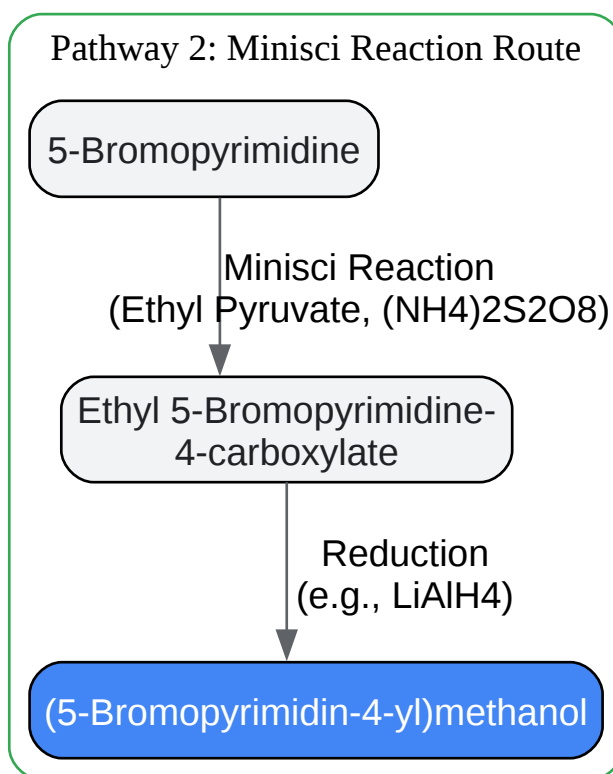 Pathway 2: Minisci Reaction Route
5-Bromopyrimidine
Minisci Reaction
(Ethyl Pyruvate, (NH4)2S2O8)
Ethyl 5-Bromopyrimidine-
4-carboxylate
Reduction
(e.g., LiAlH4)
(5-Bromopyrimidin-4-yl)methanol